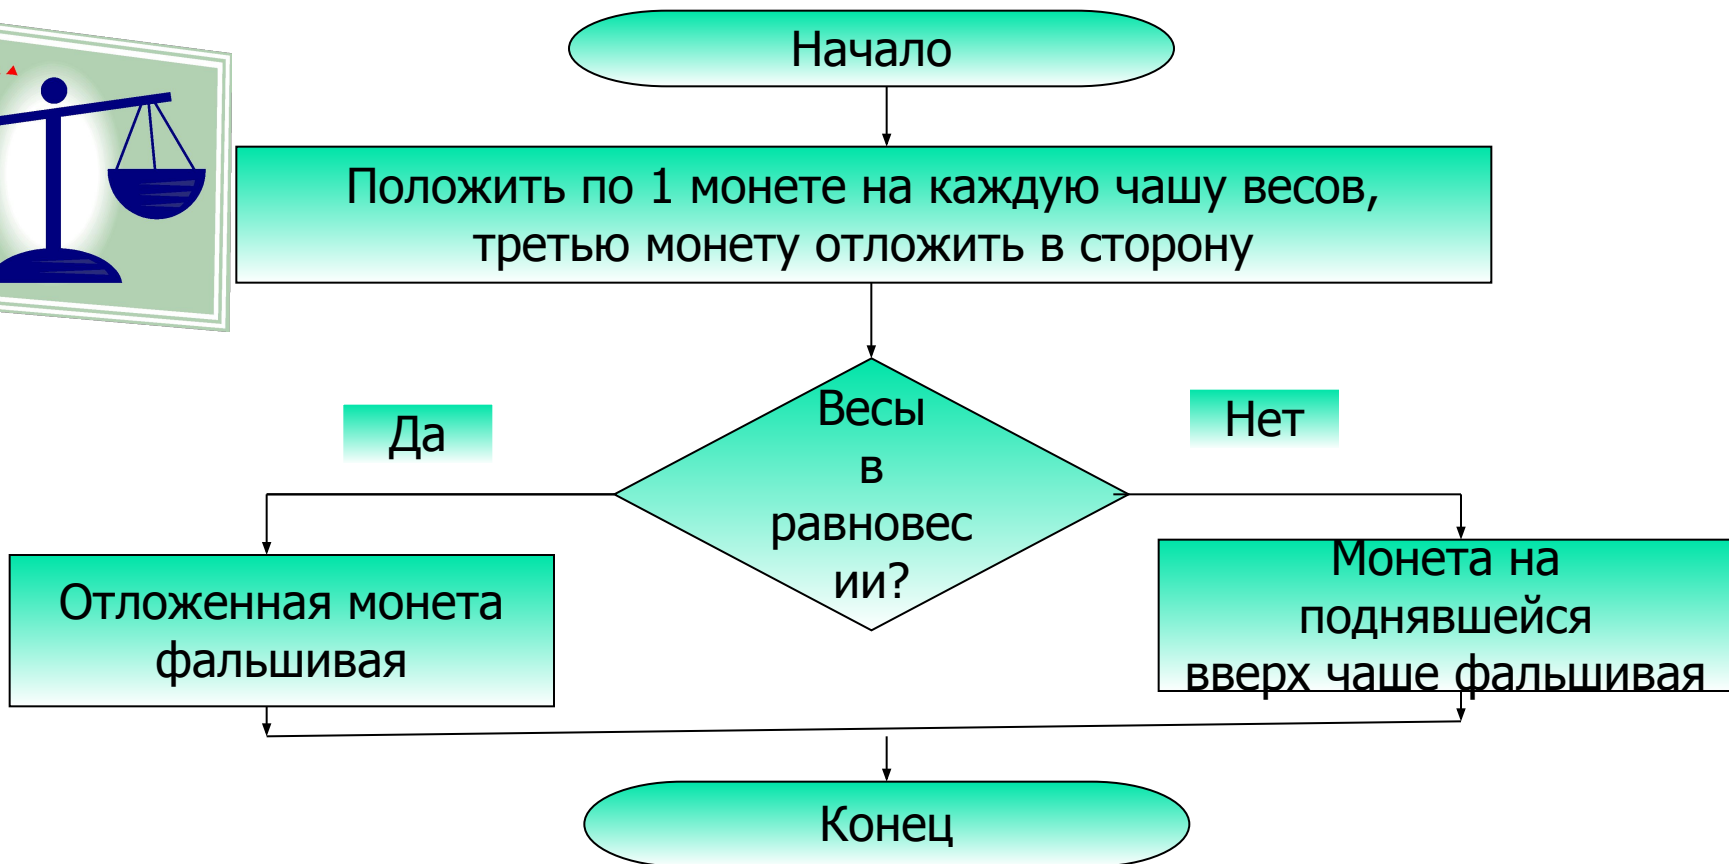 Начало
Положить по 1 монете на каждую чашу весов,
третью монету отложить в сторону
Весы
в
равновес
ии?
Да
Нет
Отложенная монета
фальшивая
Монета на
поднявшейся
вверх чаше фальшивая
Конец